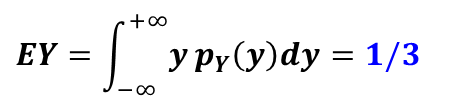 EY = ∫_{-∞}^{+∞} y p_Y(y)dy = 1/3